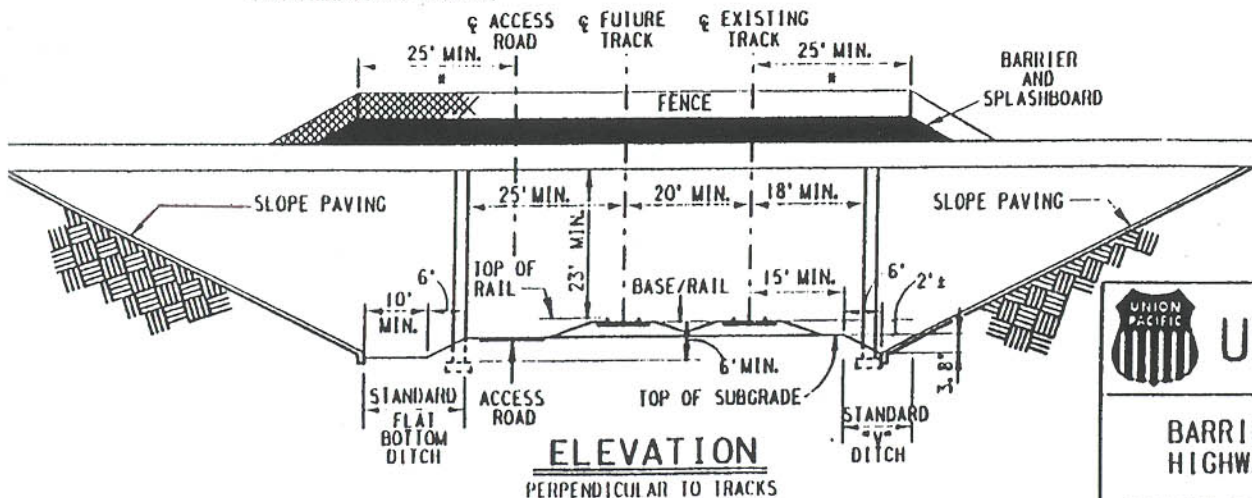 ℄ ACCESS ROAD
℄ FUTURE TRACK
℄ EXISTING TRACK
25' MIN.
25' MIN.
BARRIER AND SPLASHBOARD
FENCE
SLOPE PAVING
25' MIN.
20' MIN.
18' MIN.
SLOPE PAVING
23' MIN.
6'
TOP OF RAIL
BASE/RAIL
15' MIN.
6'
2'±
10' MIN.
6' MIN.
3'8"
STANDARD FLAT BOTTOM DITCH
ACCESS ROAD
TOP OF SUBGRADE
STANDARD "V" DITCH
UNION PACIFIC
U
ELEVATION
PERPENDICULAR TO TRACKS
BARRI
HIGHW